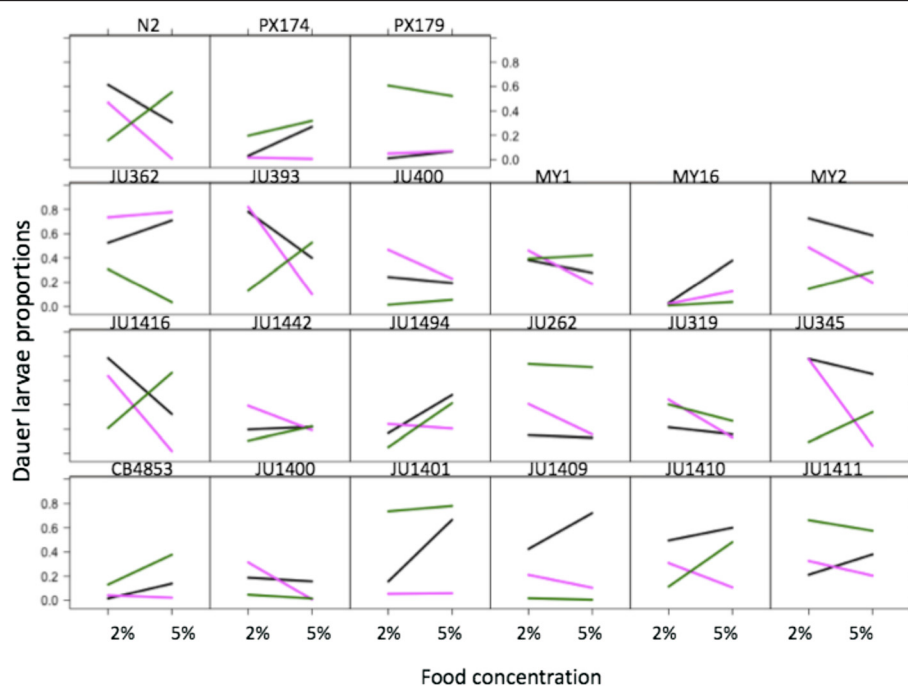 N2 PX174 PX179
0.8
0.6
0.4
0.2
0.0
JU362 JU393 JU400 MY1 MY16 MY2
0.8
0.6
0.4
0.2
0.0
JU1416 JU1442 JU1494 JU262 JU319 JU345
CB4853 JU1400 JU1401 JU1409 JU1410 JU1411
0.8
0.6
0.4
0.2
0.0
2% 5% 2% 5% 2% 5% 2% 5% 2% 5% 2% 5%
Food concentration
Dauer larvae proportions